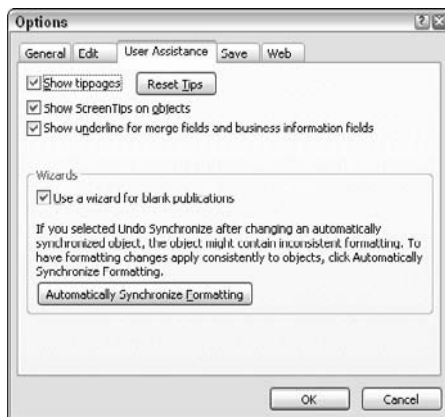 Options
General Edit User Assistance Save Web
Show tippages Reset Tips
Show ScreenTips on objects
Show underline for merge fields and business information fields
Wizards
Use a wizard for blank publications
If you selected Undo Synchronize after changing an automatically
synchronized object, the object might contain inconsistent formatting. To
have formatting changes apply consistently to objects, click Automatically
Synchronize Formatting.
Automatically Synchronize Formatting
OK Cancel